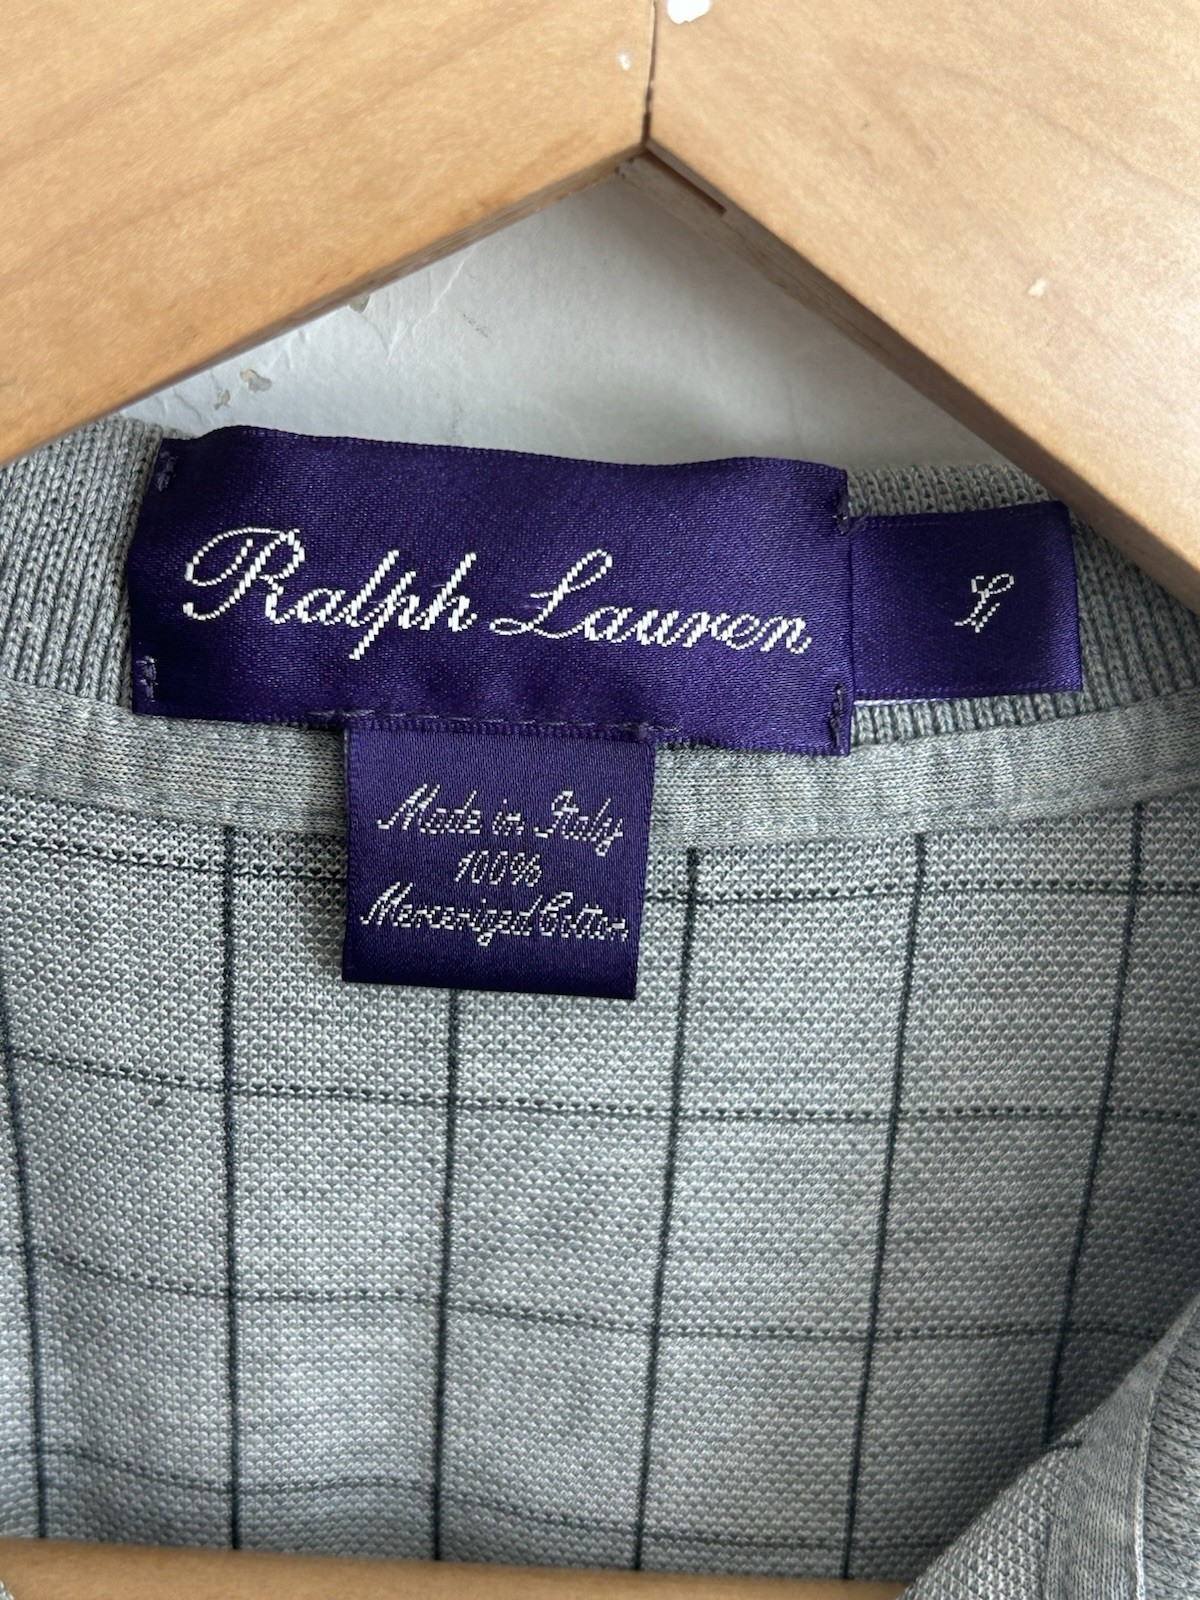 Ralph Lauren
L
Made in Italy
100%
Mercerized Cotton